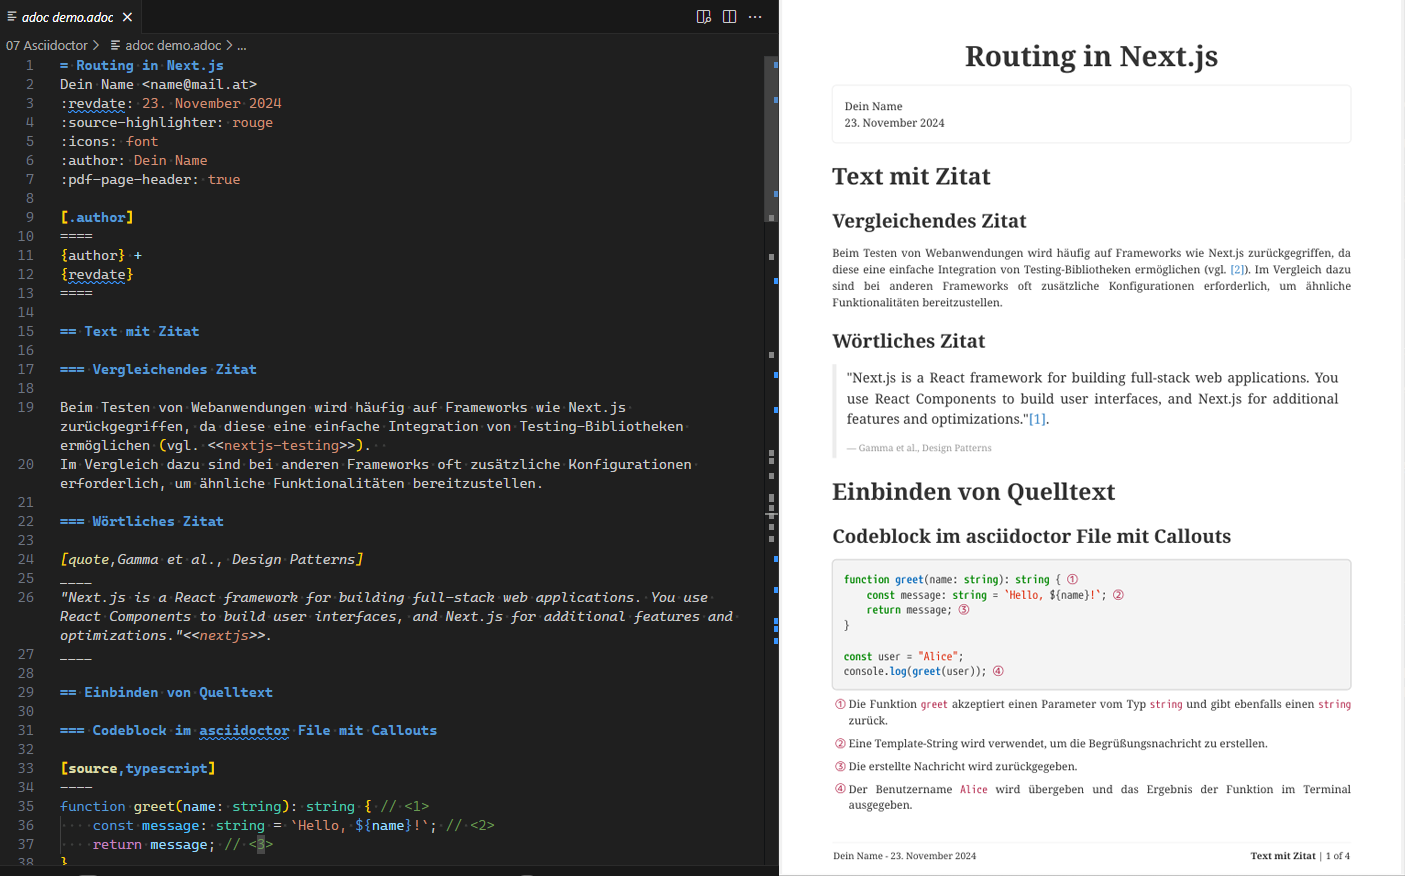 adoc demo.adoc
07 Asciidoctor > adoc demo.adoc > ...
1 = Routing in Next.js
2 Dein Name <name@mail.at>
3 :revdate: 23. November 2024
4 :source-highlighter: rouge
5 :icons: font
6 :author: Dein Name
7 :pdf-page-header: true
8
9 [.author]
10 ====
11 {author} +
12 {revdate}
13 ====
14
15 == Text mit Zitat
16
17 === Vergleichendes Zitat
18
19 Beim Testen von Webanwendungen wird häufig auf Frameworks wie Next.js
zurückgegriffen, da diese eine einfache Integration von Testing-Bibliotheken
ermöglichen (vgl. <<nextjs-testing>>).
20 Im Vergleich dazu sind bei anderen Frameworks oft zusätzliche Konfigurationen
erforderlich, um ähnliche Funktionalitäten bereitzustellen.
21
22 === Wörtliches Zitat
23
24 [quote,Gamma et al., Design Patterns]
25 ____
26 "Next.js is a React framework for building full-stack web applications. You use
React Components to build user interfaces, and Next.js for additional features and
optimizations."<<nextjs>>.
27 ____
28
29 == Einbinden von Quelltext
30
31 === Codeblock im asciidoctor File mit Callouts
32
33 [source,typescript]
34 ----
35 function greet(name: string): string { // <1>
36 const message: string = `Hello, ${name}!`; // <2>
37 return message; // <3>
38 }
Routing in Next.js
Dein Name
23. November 2024
Text mit Zitat
Vergleichendes Zitat
Beim Testen von Webanwendungen wird häufig auf Frameworks wie Next.js zurückgegriffen, da
diese eine einfache Integration von Testing-Bibliotheken ermöglichen (vgl. [2]). Im Vergleich dazu
sind bei anderen Frameworks oft zusätzliche Konfigurationen erforderlich, um ähnliche
Funktionalitäten bereitzustellen.
Wörtliches Zitat
"Next.js is a React framework for building full-stack web applications. You
use React Components to build user interfaces, and Next.js for additional
features and optimizations."[1].
— Gamma et al., Design Patterns
Einbinden von Quelltext
Codeblock im asciidoctor File mit Callouts
function greet(name: string): string { ①
const message: string = `Hello, ${name}!`; ②
return message; ③
}
const user = "Alice";
console.log(greet(user)); ④
① Die Funktion greet akzeptiert einen Parameter vom Typ string und gibt ebenfalls einen string
zurück.
② Eine Template-String wird verwendet, um die Begrüßungsnachricht zu erstellen.
③ Die erstellte Nachricht wird zurückgegeben.
④ Der Benutzername Alice wird übergeben und das Ergebnis der Funktion im Terminal
ausgegeben.
Dein Name - 23. November 2024
Text mit Zitat | 1 of 4